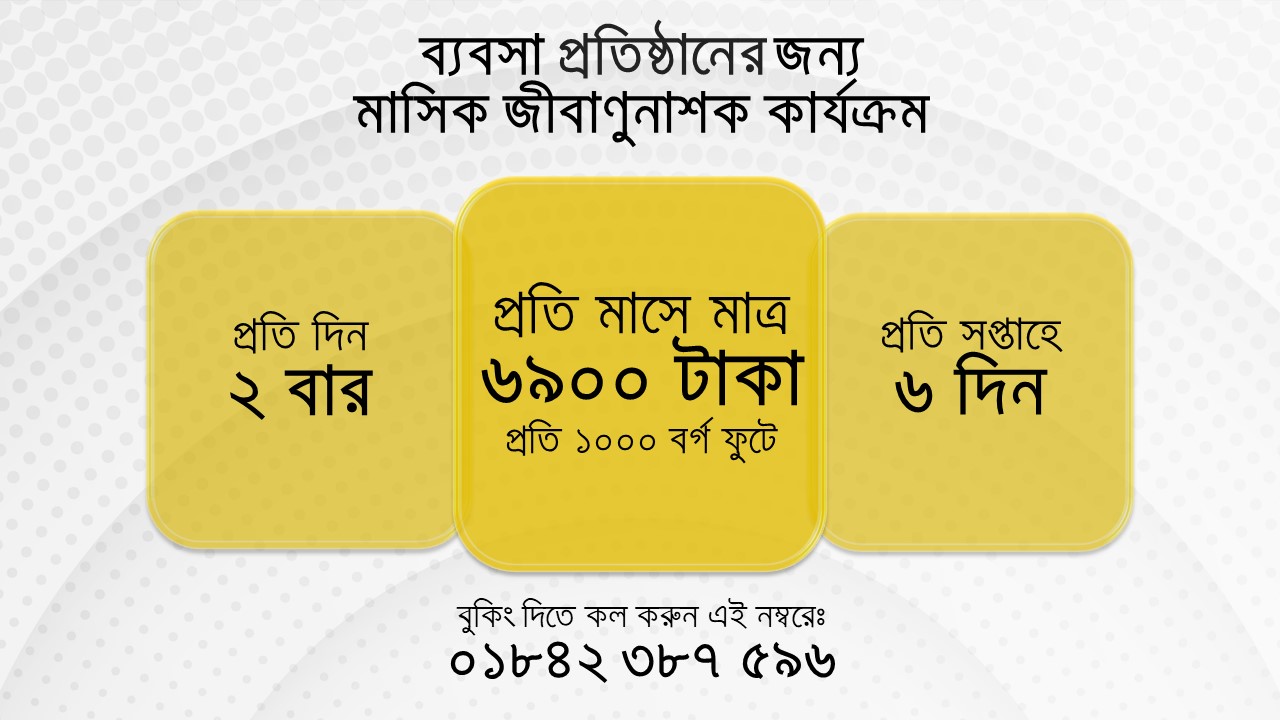 ব্যবসা প্রতিষ্ঠানের জন্য
মাসিক জীবাণুনাশক কার্যক্রম
প্রতি দিন
২ বার
প্রতি মাসে মাত্র
৬৯০০ টাকা
প্রতি ১০০০ বর্গ ফুটে
প্রতি সপ্তাহে
৬ দিন
বুকিং দিতে কল করুন এই নম্বরেঃ
০১৮৪২ ৩৮৭ ৫৯৬